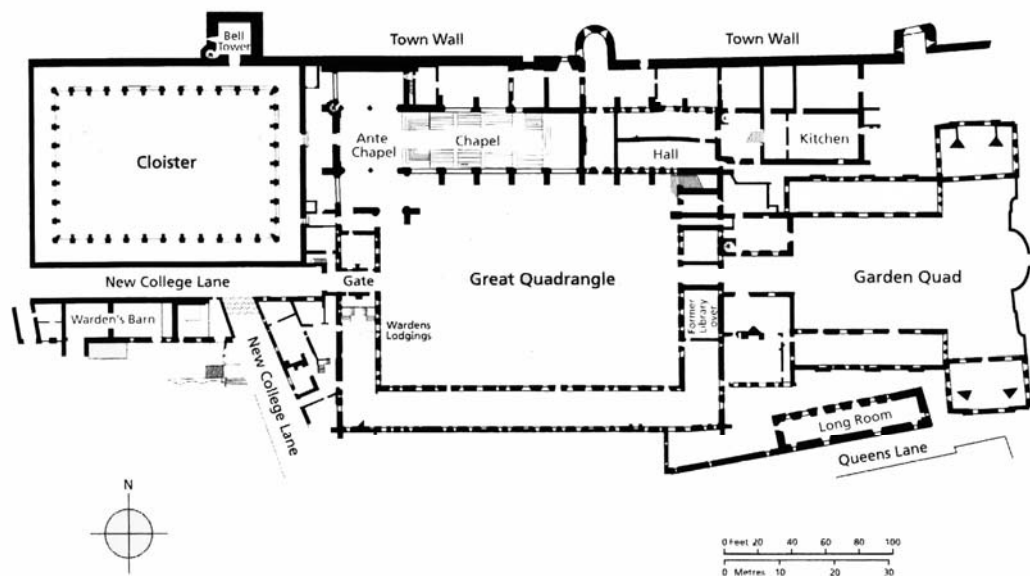 Bell
Tower
Town Wall
Town Wall
Cloister
Ante
Chapel
Chapel
Hall
Kitchen
New College Lane
Gate
Great Quadrangle
Garden Quad
Warden's Barn
Wardens
Lodgings
Former
Library
over
New College Lane
Long Room
Queens Lane
N
0 Feet 20 40 60 80 100
0 Metres 10 20 30